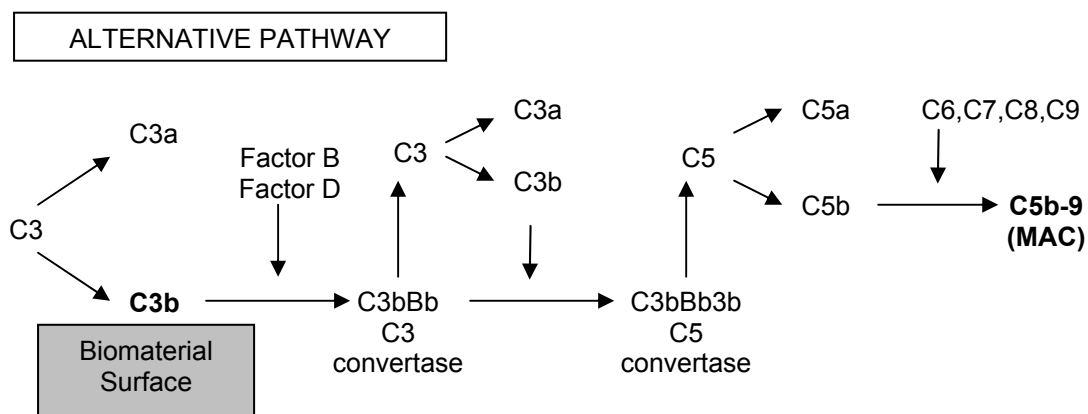 ALTERNATIVE PATHWAY
C3
C3a
C3b
Biomaterial
Surface
Factor B
Factor D
C3bBb
C3
convertase
C3
C3a
C3b
C3bBb3b
C5
convertase
C5
C5a
C5b
C6,C7,C8,C9
C5b-9
(MAC)